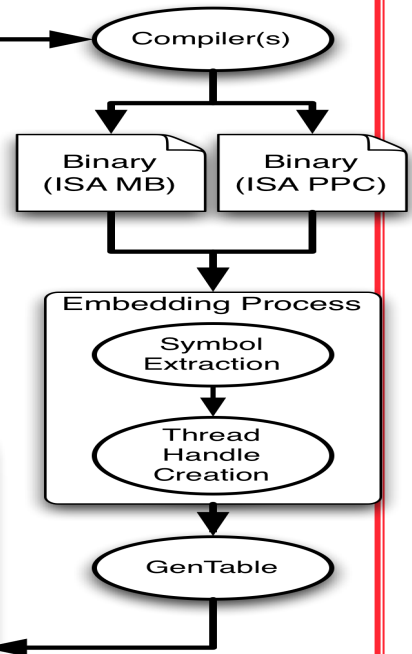 Compiler(s)
Binary
(ISA MB)
Binary
(ISA PPC)
Embedding Process
Symbol
Extraction
Thread
Handle
Creation
GenTable